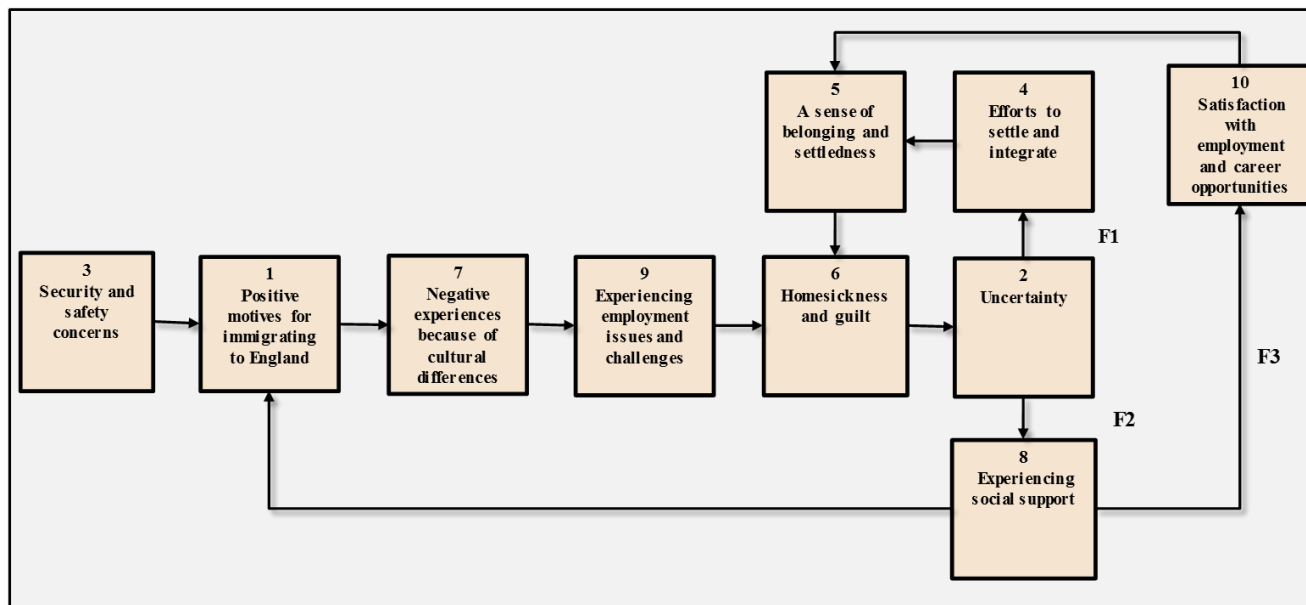 5
A sense of
belonging and
settledness
4
Efforts to
settle and
integrate
10
Satisfaction
with
employment
and career
opportunities
F1
3
Security and
safety
concerns
1
Positive
motives for
immigrating
to England
7
Negative
experiences
because of
cultural
differences
9
Experiencing
employment
issues and
challenges
6
Homesickness
and guilt
2
Uncertainty
F3
F2
8
Experiencing
social support